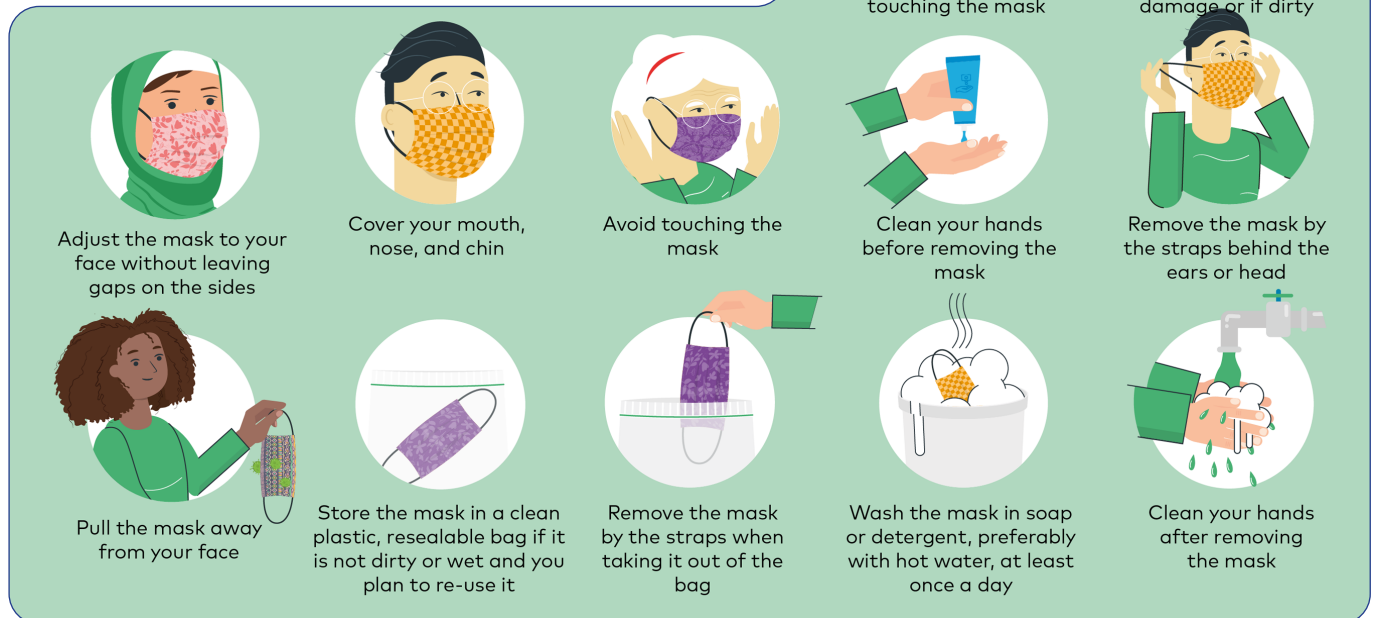 touching the mask
damage or if dirty
Adjust the mask to your
face without leaving
gaps on the sides
Cover your mouth,
nose, and chin
Avoid touching the
mask
Clean your hands
before removing the
mask
Remove the mask by
the straps behind the
ears or head
Pull the mask away
from your face
Store the mask in a clean
plastic, resealable bag if it
is not dirty or wet and you
plan to re-use it
Remove the mask
by the straps when
taking it out of the
bag
Wash the mask in soap
or detergent, preferably
with hot water, at least
once a day
Clean your hands
after removing
the mask